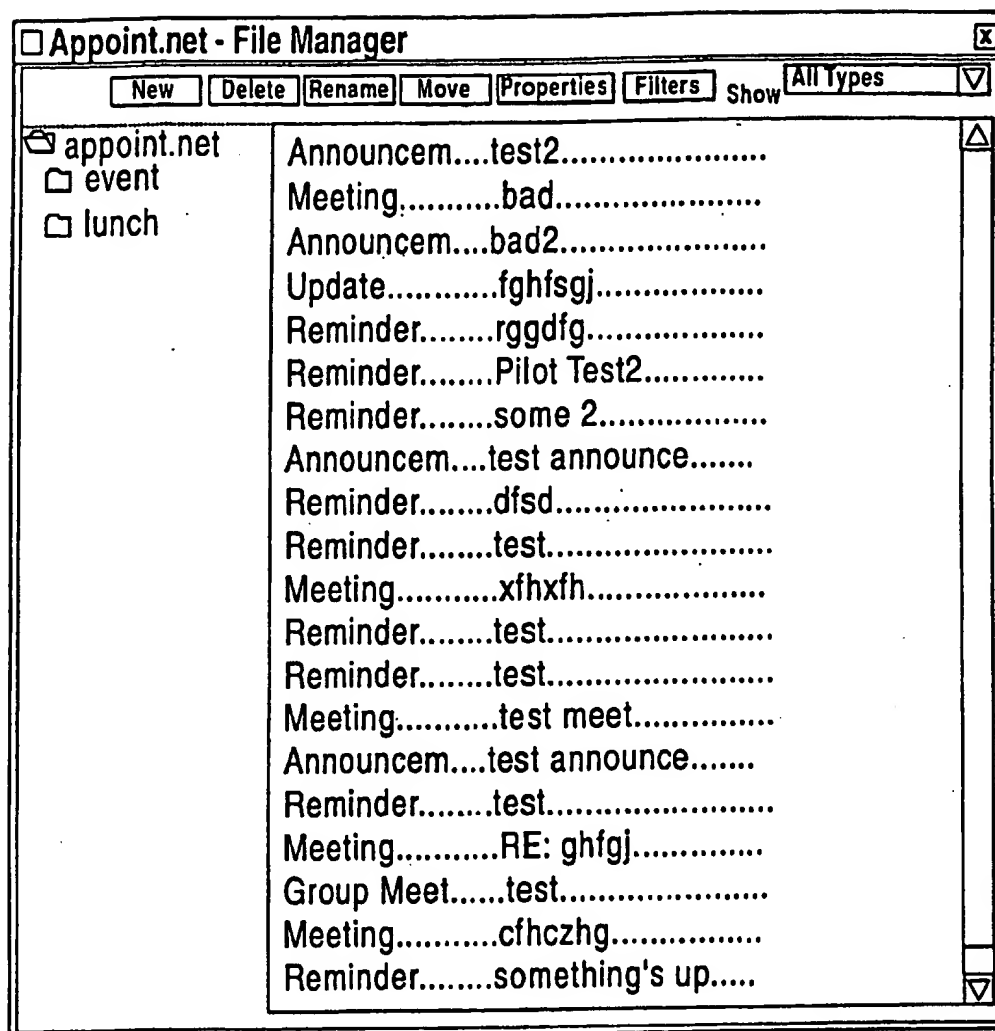 Appoint.net - File Manager X
New Delete Rename Move Properties Filters Show All Types
appoint.net
event
lunch
Announcem....test2.......................
Meeting...........bad.......................
Announcem....bad2......................
Update............fghfsgj...................
Reminder........rggdfg...................
Reminder........Pilot Test2.............
Reminder........some 2..................
Announcem....test announce.......
Reminder........dfsd........................
Reminder........test.........................
Meeting...........xfhxfh....................
Reminder........test.........................
Reminder........test.........................
Meeting...........test meet...............
Announcem....test announce.......
Reminder........test.........................
Meeting...........RE: ghfgj..............
Group Meet......test.......................
Meeting...........cfhczhg................
Reminder........something's up.....